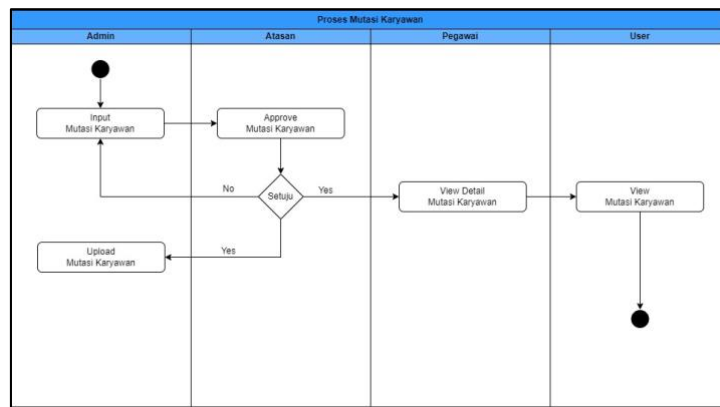 Proses Mutasi Karyawan
Admin
Atasan
Pegawai
User
Input
Mutasi Karyawan
Approve
Mutasi Karyawan
No
Setuju
Yes
View Detail
Mutasi Karyawan
View
Mutasi Karyawan
Upload
Mutasi Karyawan
Yes